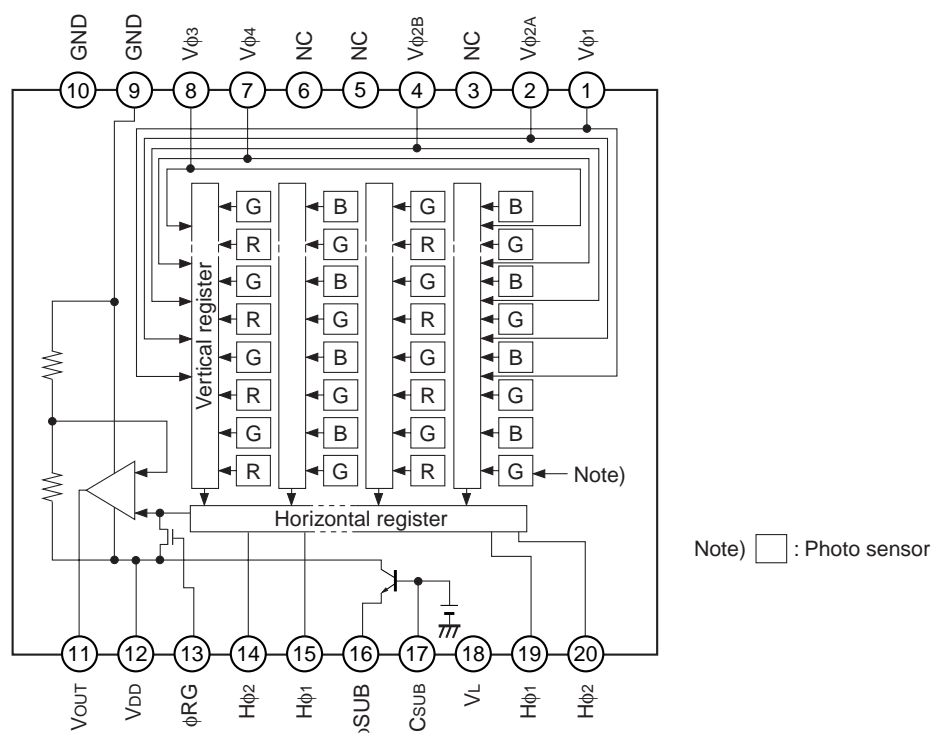 GND GND Vφ3 Vφ4 NC NC Vφ2B NC Vφ2A Vφ1
10 9 8 7 6 5 4 3 2 1
G B G B
R G R G
G B G B
R G R G
G B G B
R G R G
G B G B
R G R G
Vertical register
Note)
Horizontal register
Note) : Photo sensor
11 12 13 14 15 16 17 18 19 20
VOUT VDD φRG Hφ2 Hφ1 φSUB CSUB VL Hφ1 Hφ2